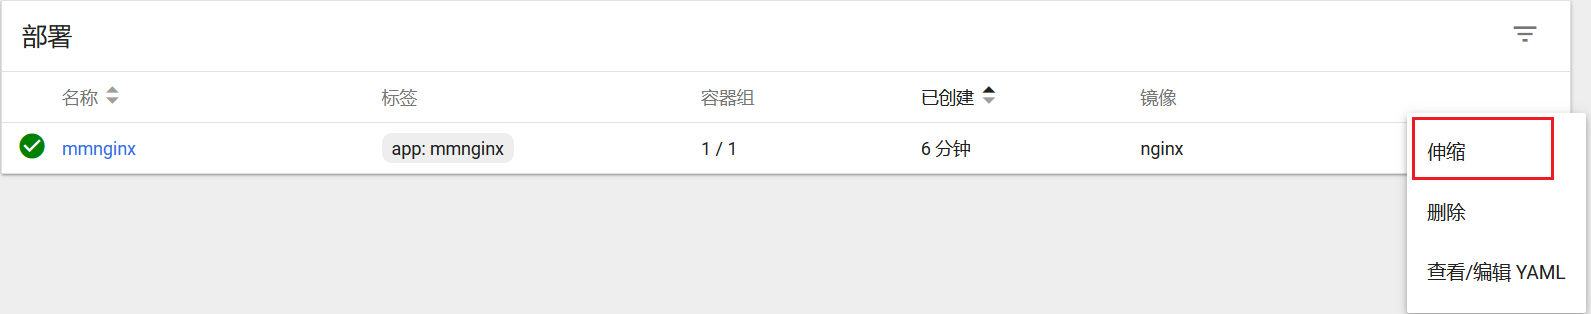 部署
名称 标签 容器组 已创建 镜像
mmnginx app: mmnginx 1 / 1 6 分钟 nginx
伸缩
删除
查看/编辑 YAML